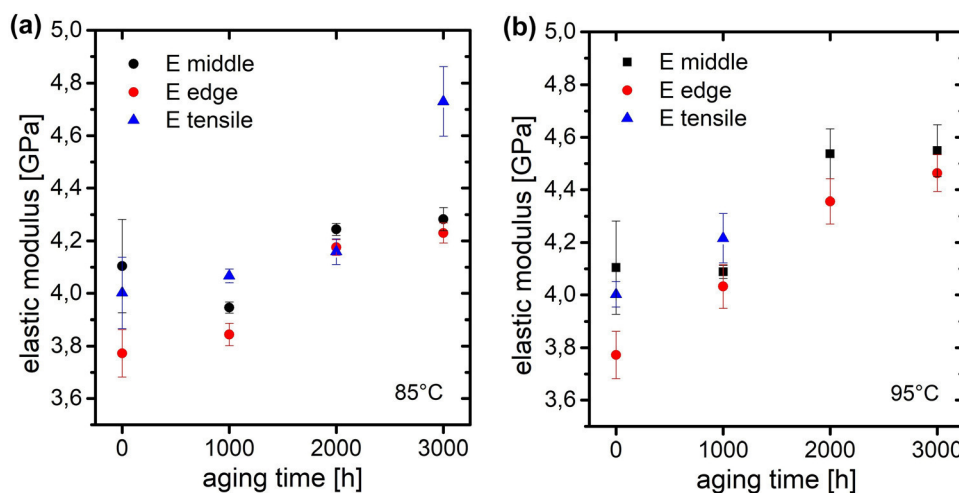 (a)
E middle
E edge
E tensile
elastic modulus [GPa]
5,0
4,8
4,6
4,4
4,2
4,0
3,8
3,6
85°C
0 1000 2000 3000
aging time [h]
(b)
E middle
E edge
E tensile
elastic modulus [GPa]
5,0
4,8
4,6
4,4
4,2
4,0
3,8
3,6
95°C
0 1000 2000 3000
aging time [h]